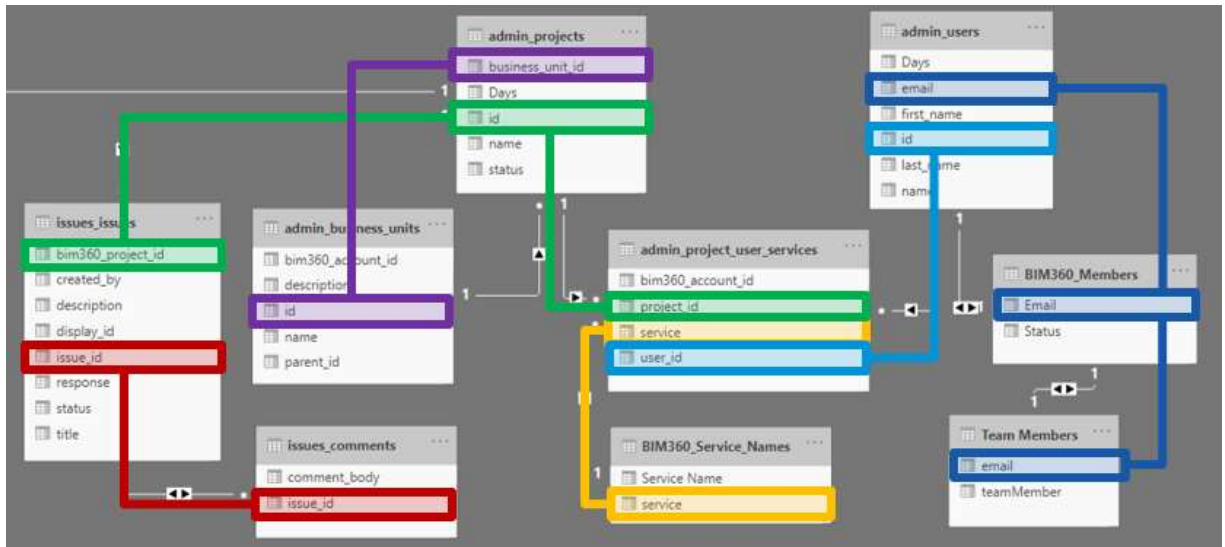 admin_projects
business_unit_id
Days
id
name
status
admin_users
Days
email
first_name
id
last_name
name
issues_issues
bim360_project_id
created_by
description
display_id
issue_id
response
status
title
admin_business_units
bim360_account_id
description
id
name
parent_id
admin_project_user_services
bim360_account_id
project_id
service
user_id
BIM360_Members
Email
Status
issues_comments
comment_body
issue_id
BIM360_Service_Names
Service Name
service
Team Members
email
teamMember
1
1
1
1
1
1
1
1